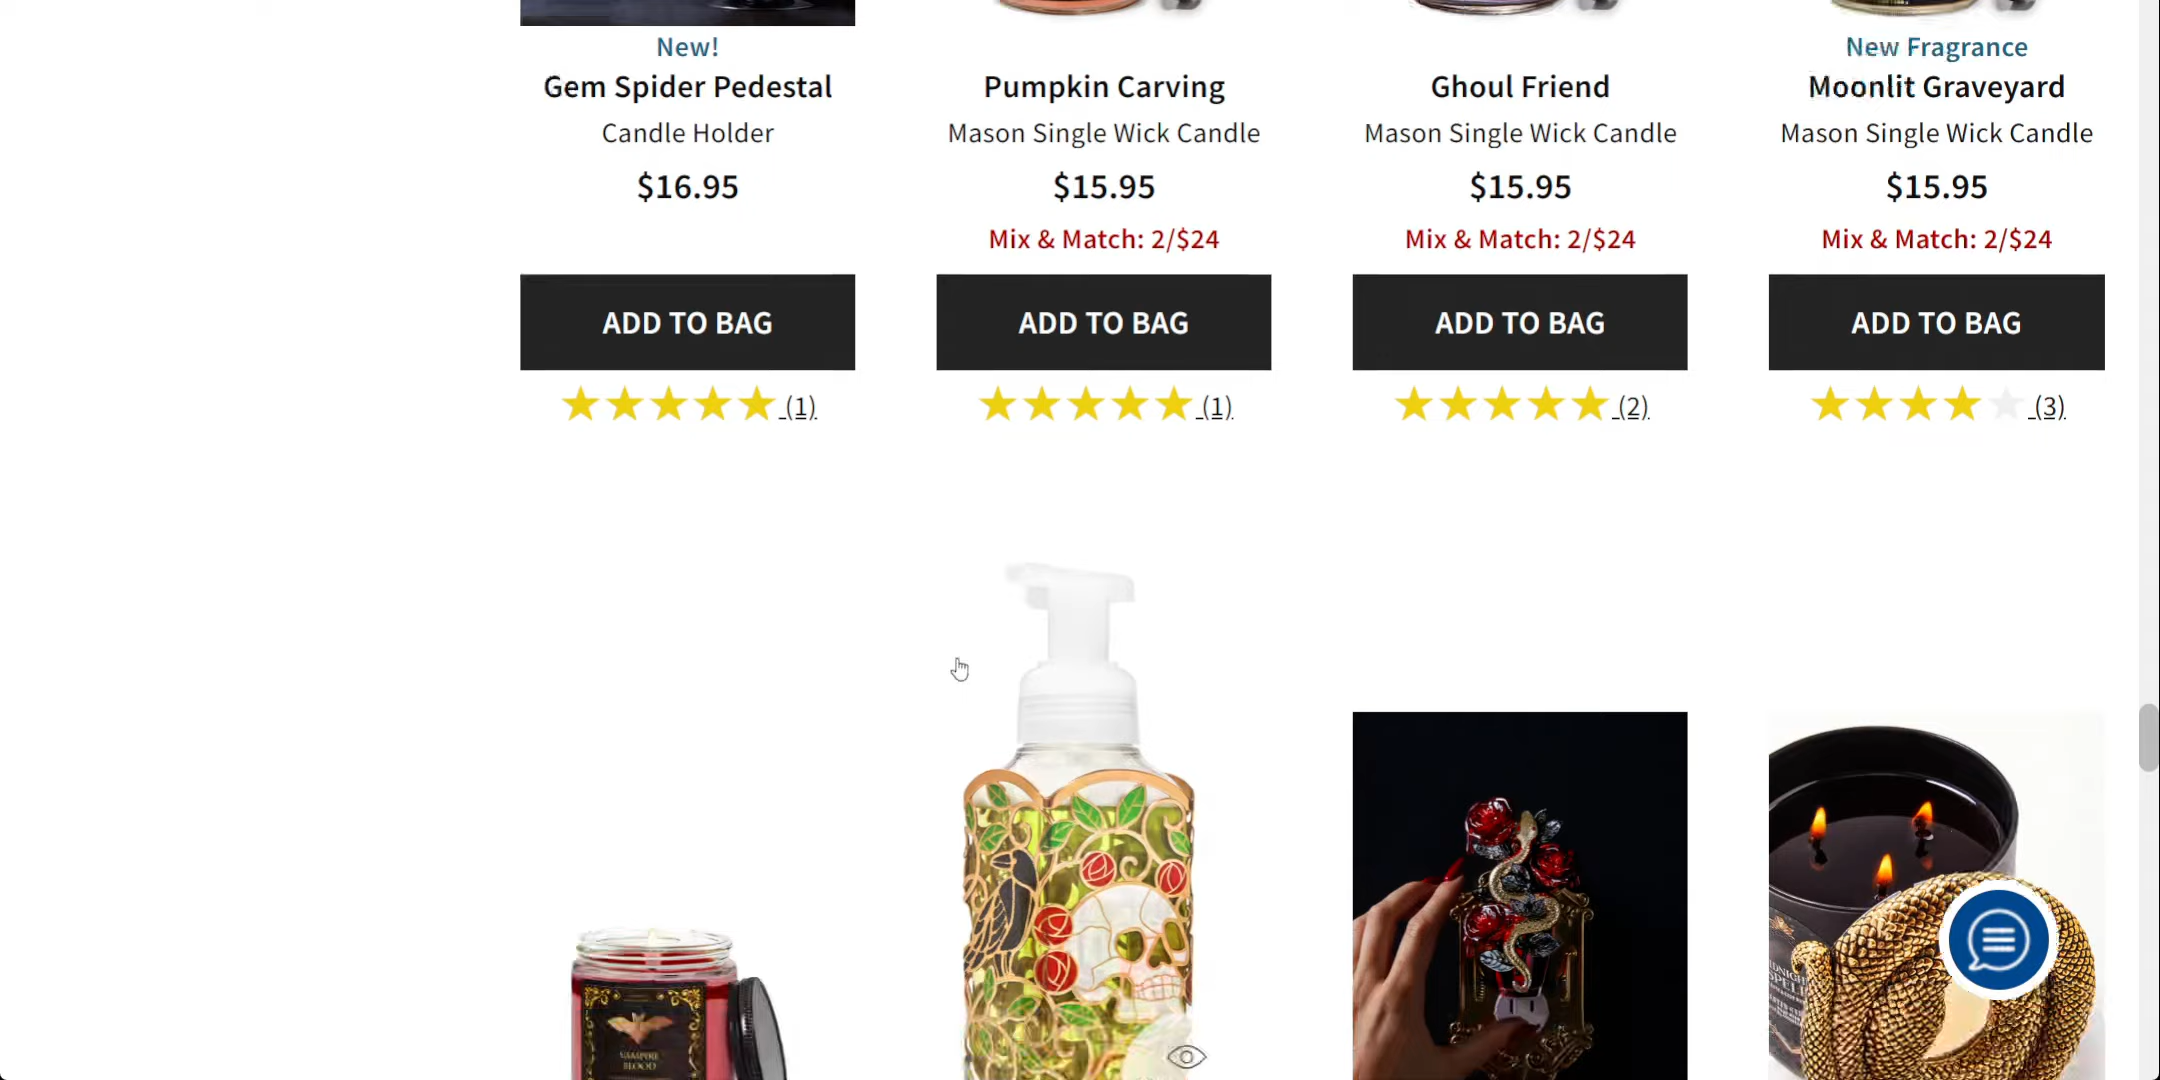 New!
Gem Spider Pedestal
Candle Holder
$16.95
ADD TO BAG
(1)
Pumpkin Carving
Mason Single Wick Candle
$15.95
Mix & Match: 2/$24
ADD TO BAG
(1)
Ghoul Friend
Mason Single Wick Candle
$15.95
Mix & Match: 2/$24
ADD TO BAG
(2)
New Fragrance
Moonlit Graveyard
Mason Single Wick Candle
$15.95
Mix & Match: 2/$24
ADD TO BAG
(3)
VAMPIRE
BLOOD